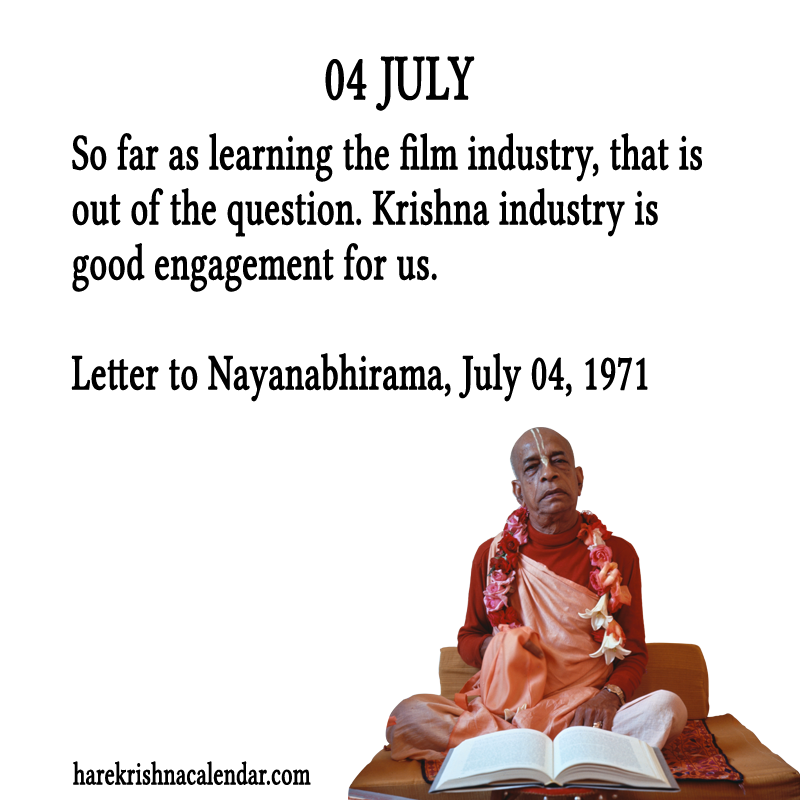 04 JULY
So far as learning the film industry, that is
out of the question. Krishna industry is
good engagement for us.
Letter to Nayanabhirama, July 04, 1971
harekrishnacalendar.com